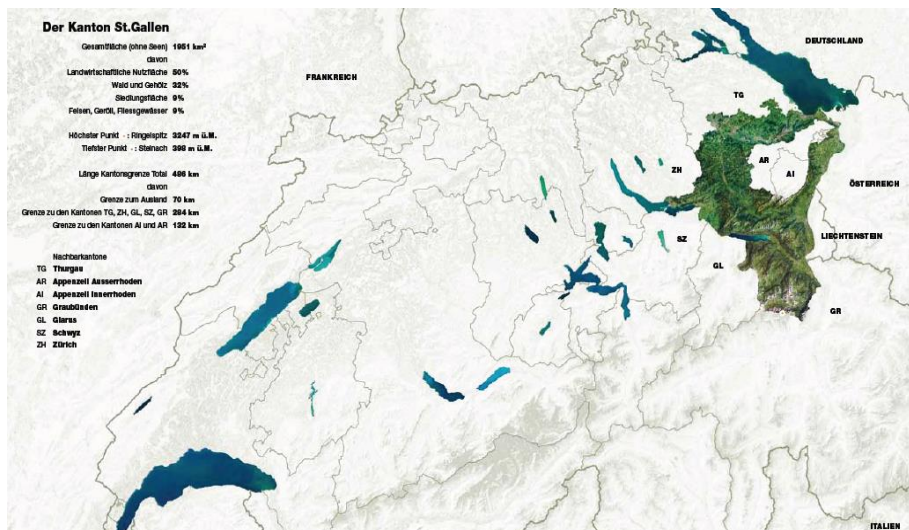 Der Kanton St.Gallen
Gesamtfläche (ohne Seen) 1951 km²
davon
Landwirtschaftliche Nutzfläche 50%
Wald und Gehölz 32%
Siedlungsfläche 9%
Felsen, Geröll, Fliessgewässer 9%
Höchster Punkt · : Ringelspitz 3247 m ü.M.
Tiefster Punkt · : Steinach 398 m ü.M.
Länge Kantonsgrenze Total 486 km
davon
Grenze zum Ausland 70 km
Grenze zu den Kantonen TG, ZH, GL, SZ, GR 284 km
Grenze zu den Kantonen AI und AR 132 km
Nachbarkantone
TG Thurgau
AR Appenzell Ausserrhoden
AI Appenzell Innerrhoden
GR Graubünden
GL Glarus
SZ Schwyz
ZH Zürich
DEUTSCHLAND
FRANKREICH
TG
ZH
AR
AI
ÖSTERREICH
SZ
LIECHTENSTEIN
GL
GR
ITALIEN